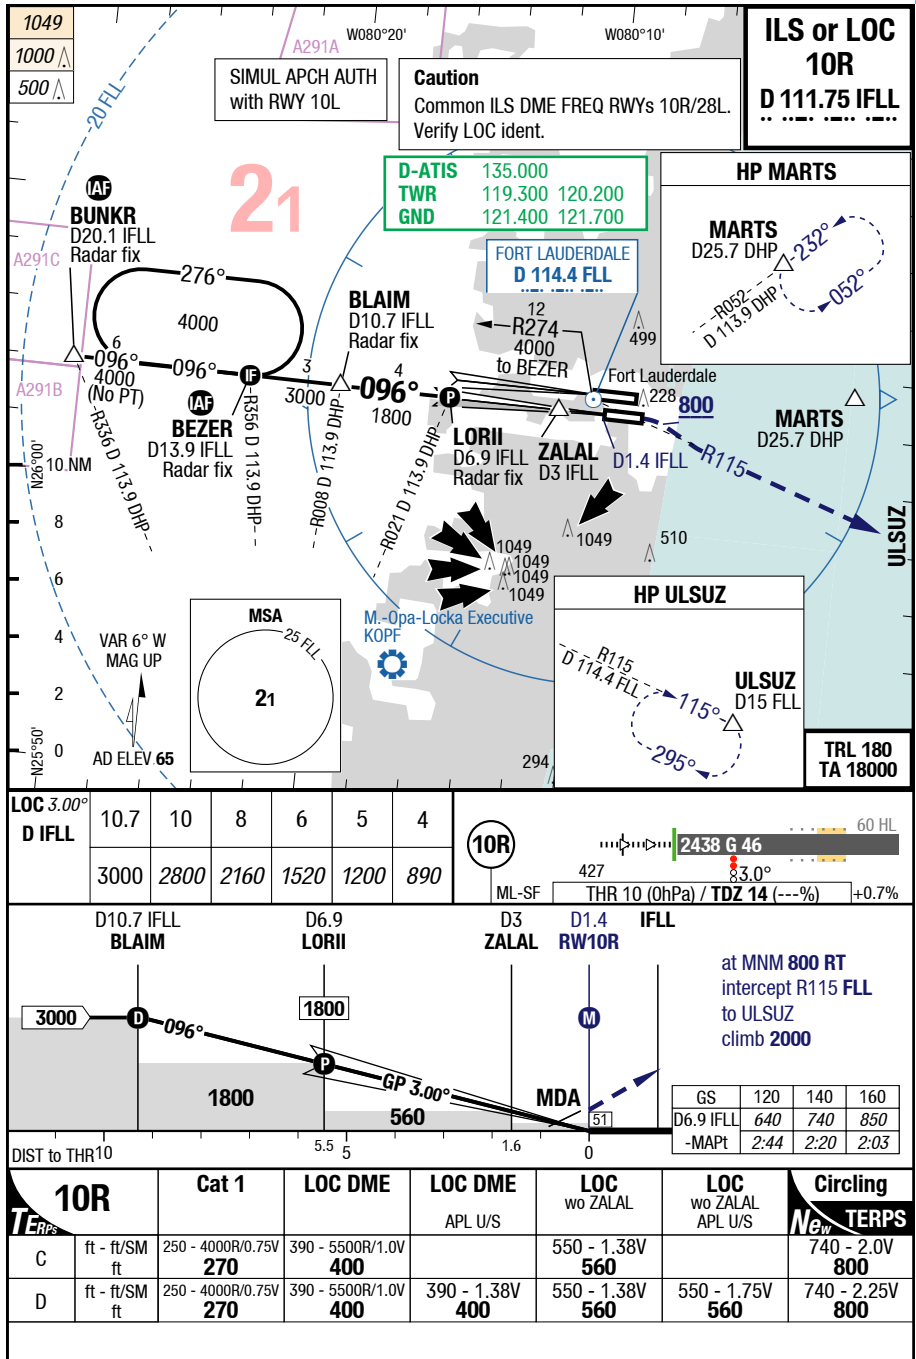 1049
1000
500
A291A
W080°20'
W080°10'
ILS or LOC
10R
D 111.75 IFLL
20 FLL
SIMUL APCH AUTH
with RWY 10L
Caution
Common ILS DME FREQ RWYs 10R/28L.
Verify LOC ident.
D-ATIS 135.000
TWR 119.300 120.200
GND 121.400 121.700
21
HP MARTS
MARTS
D25.7 DHP
232°
052°
R052
D 113.9 DHP
IAF
BUNKR
D20.1 IFLL
Radar fix
A291C
FORT LAUDERDALE
D 114.4 FLL
276°
4000
BLAIM
D10.7 IFLL
Radar fix
12
R274
4000
to BEZER
499
6
096°
4000
(No PT)
096°
IF
3
3000
4
096°
1800
P
Fort Lauderdale
228
800
A291B
IAF
BEZER
D13.9 IFLL
Radar fix
LORII
D6.9 IFLL
Radar fix
ZALAL
D3 IFLL
D1.4 IFLL
MARTS
D25.7 DHP
R115
ULSUZ
R336 D 113.9 DHP
R356 D 113.9 DHP
R008 D 113.9 DHP
R021 D 113.9 DHP
N26°00'
10 NM
8
6
4
2
0
N25°50'
1049
1049
1049
1049
1049
510
M.-Opa-Locka Executive
KOPF
VAR 6° W
MAG UP
AD ELEV 65
MSA
25 FLL
21
HP ULSUZ
R115
D 114.4 FLL
115°
295°
ULSUZ
D15 FLL
294
TRL 180
TA 18000
LOC 3.00°
D IFLL
10.7 10 8 6 5 4
3000 2800 2160 1520 1200 890
10R
ML-SF
427
2438 G 46
60 HL
3.0°
THR 10 (0hPa) / TDZ 14 (---%)
+0.7%
D10.7 IFLL
BLAIM
D6.9
LORII
D3
ZALAL
D1.4
RW10R
IFLL
3000
D
096°
1800
P
GP 3.00°
M
1800
560
MDA
51
at MNM 800 RT
intercept R115 FLL
to ULSUZ
climb 2000
GS 120 140 160
D6.9 IFLL 640 740 850
-MAPt 2:44 2:20 2:03
DIST to THR 10 5.5 5 1.6 0
10R
TERPs
Cat 1
LOC DME
LOC DME
APL U/S
LOC
wo ZALAL
LOC
wo ZALAL
APL U/S
Circling
New TERPS
C ft - ft/SM 250 - 4000R/0.75V 390 - 5500R/1.0V 550 - 1.38V 740 - 2.0V
ft 270 400 560 800
D ft - ft/SM 250 - 4000R/0.75V 390 - 5500R/1.0V 390 - 1.38V 550 - 1.38V 550 - 1.75V 740 - 2.25V
ft 270 400 400 560 560 800